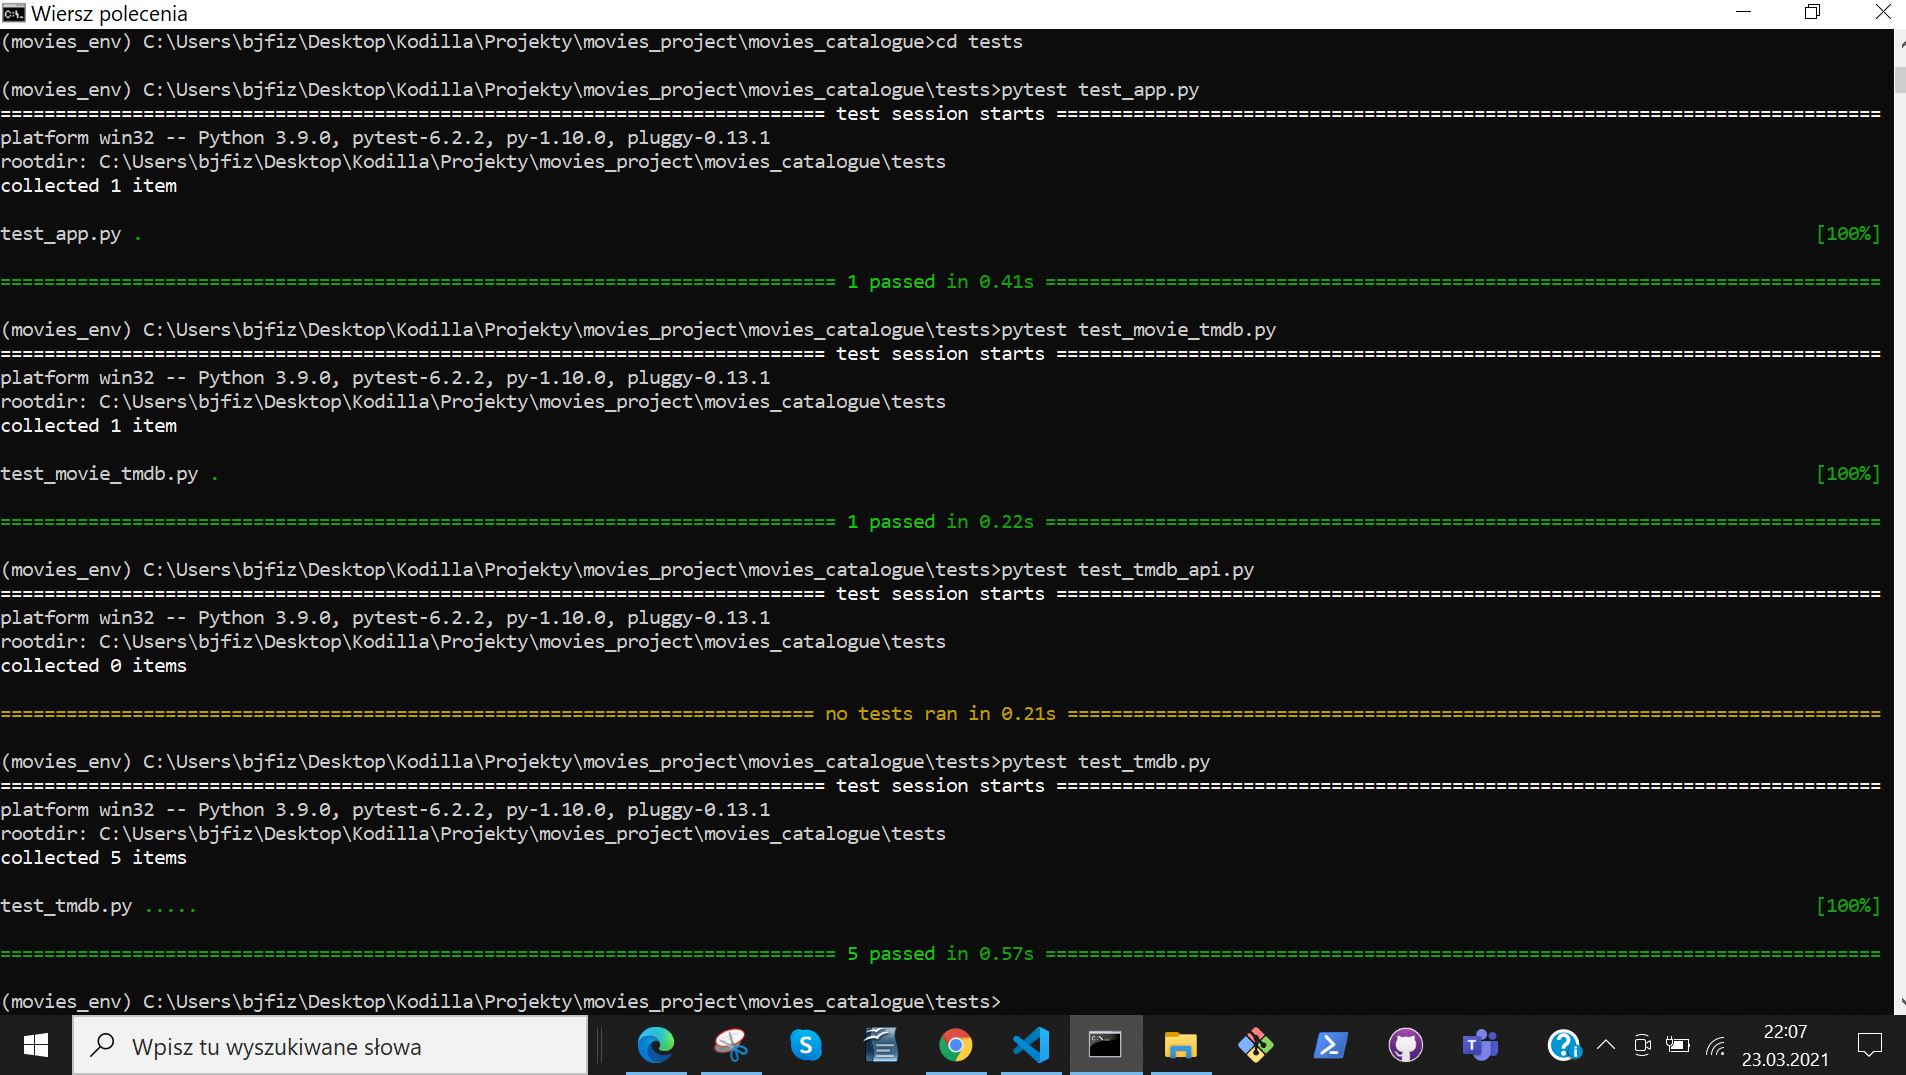 Wiersz polecenia
(movies_env) C:\Users\bjfiz\Desktop\Kodilla\Projekty\movies_project\movies_catalogue>cd tests
(movies_env) C:\Users\bjfiz\Desktop\Kodilla\Projekty\movies_project\movies_catalogue\tests>pytest test_app.py
=========================================================================== test session starts ===========================================================================
platform win32 -- Python 3.9.0, pytest-6.2.2, py-1.10.0, pluggy-0.13.1
rootdir: C:\Users\bjfiz\Desktop\Kodilla\Projekty\movies_project\movies_catalogue\tests
collected 1 item
test_app.py . [100%]
============================================================================ 1 passed in 0.41s ============================================================================
(movies_env) C:\Users\bjfiz\Desktop\Kodilla\Projekty\movies_project\movies_catalogue\tests>pytest test_movie_tmdb.py
=========================================================================== test session starts ===========================================================================
platform win32 -- Python 3.9.0, pytest-6.2.2, py-1.10.0, pluggy-0.13.1
rootdir: C:\Users\bjfiz\Desktop\Kodilla\Projekty\movies_project\movies_catalogue\tests
collected 1 item
test_movie_tmdb.py . [100%]
============================================================================ 1 passed in 0.22s ============================================================================
(movies_env) C:\Users\bjfiz\Desktop\Kodilla\Projekty\movies_project\movies_catalogue\tests>pytest test_tmdb_api.py
=========================================================================== test session starts ===========================================================================
platform win32 -- Python 3.9.0, pytest-6.2.2, py-1.10.0, pluggy-0.13.1
rootdir: C:\Users\bjfiz\Desktop\Kodilla\Projekty\movies_project\movies_catalogue\tests
collected 0 items
========================================================================== no tests ran in 0.21s ==========================================================================
(movies_env) C:\Users\bjfiz\Desktop\Kodilla\Projekty\movies_project\movies_catalogue\tests>pytest test_tmdb.py
=========================================================================== test session starts ===========================================================================
platform win32 -- Python 3.9.0, pytest-6.2.2, py-1.10.0, pluggy-0.13.1
rootdir: C:\Users\bjfiz\Desktop\Kodilla\Projekty\movies_project\movies_catalogue\tests
collected 5 items
test_tmdb.py ..... [100%]
============================================================================ 5 passed in 0.57s ============================================================================
(movies_env) C:\Users\bjfiz\Desktop\Kodilla\Projekty\movies_project\movies_catalogue\tests>
Wpisz tu wyszukiwane słowa
22:07
23.03.2021